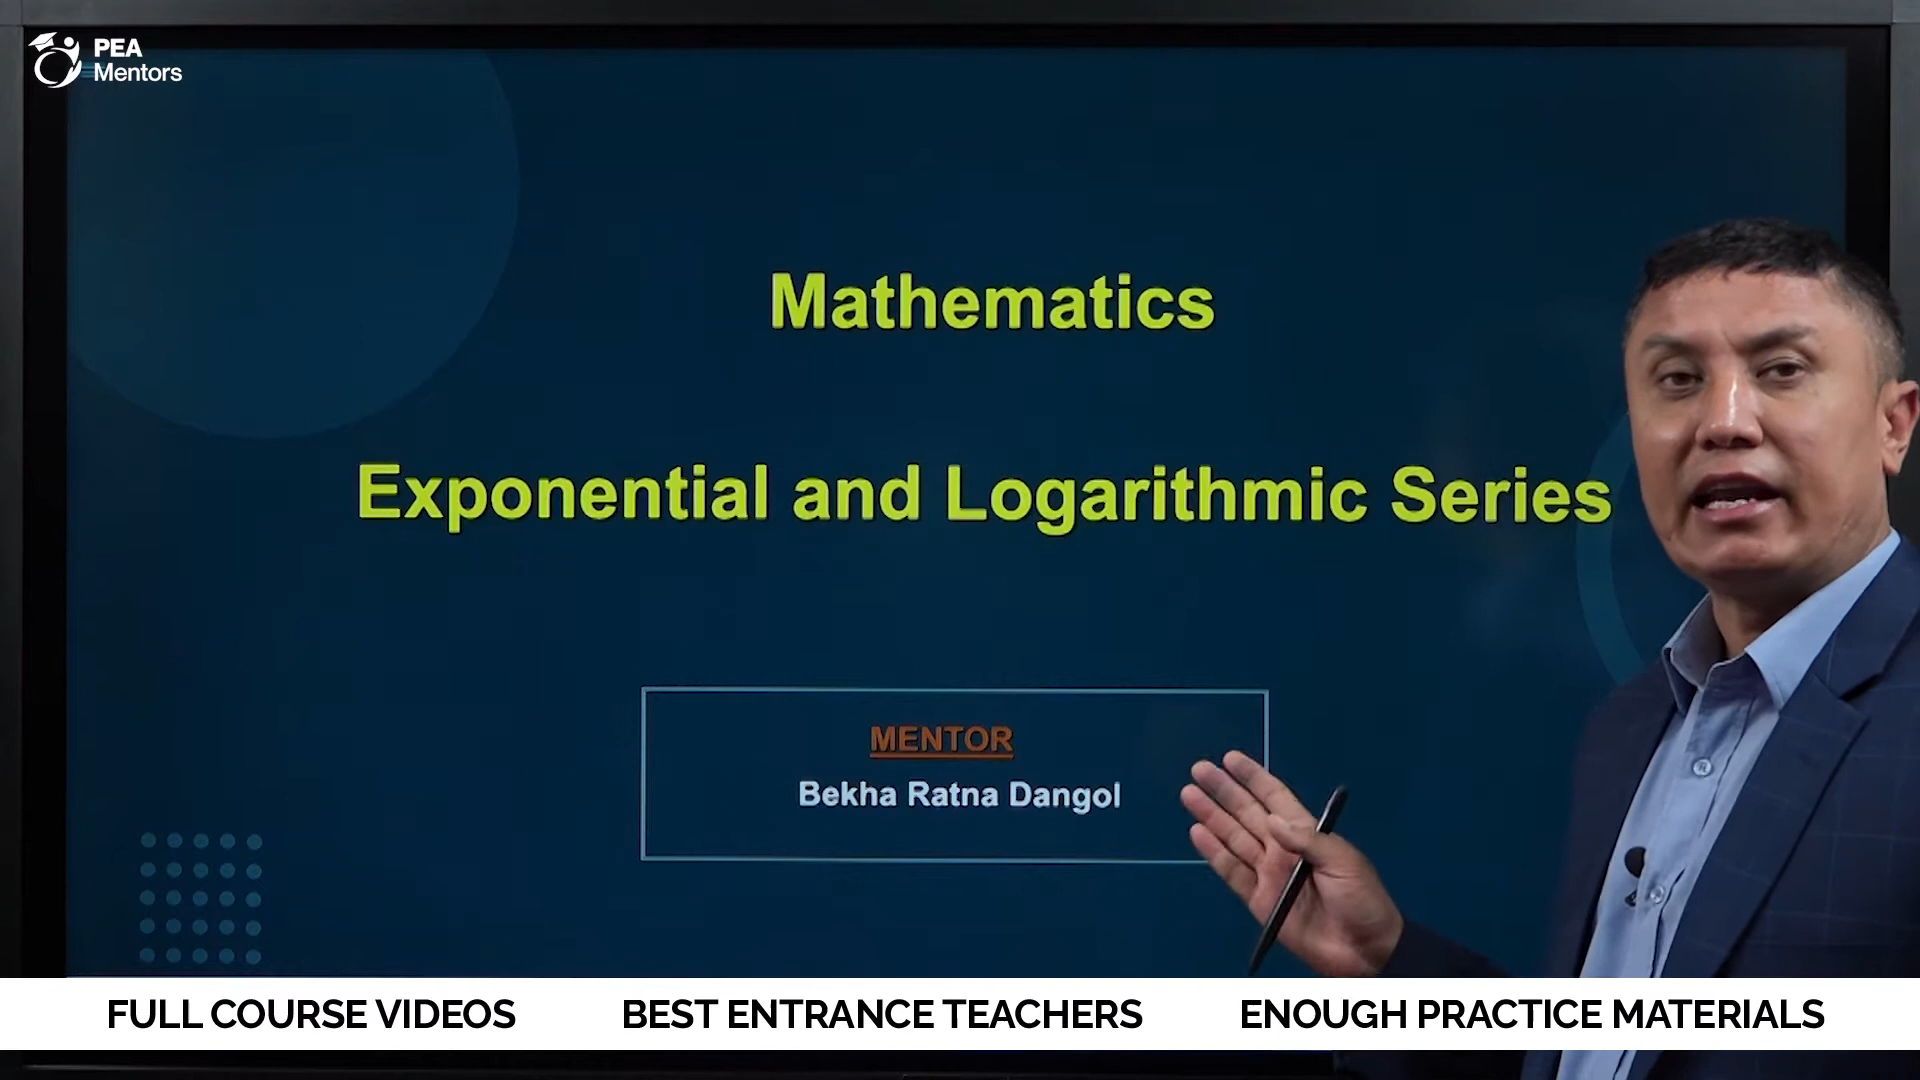 PEA
Mentors
Mathematics
Exponential and Logarithmic Series
MENTOR
Bekha Ratna Dangol
FULL COURSE VIDEOS BEST ENTRANCE TEACHERS ENOUGH PRACTICE MATERIALS